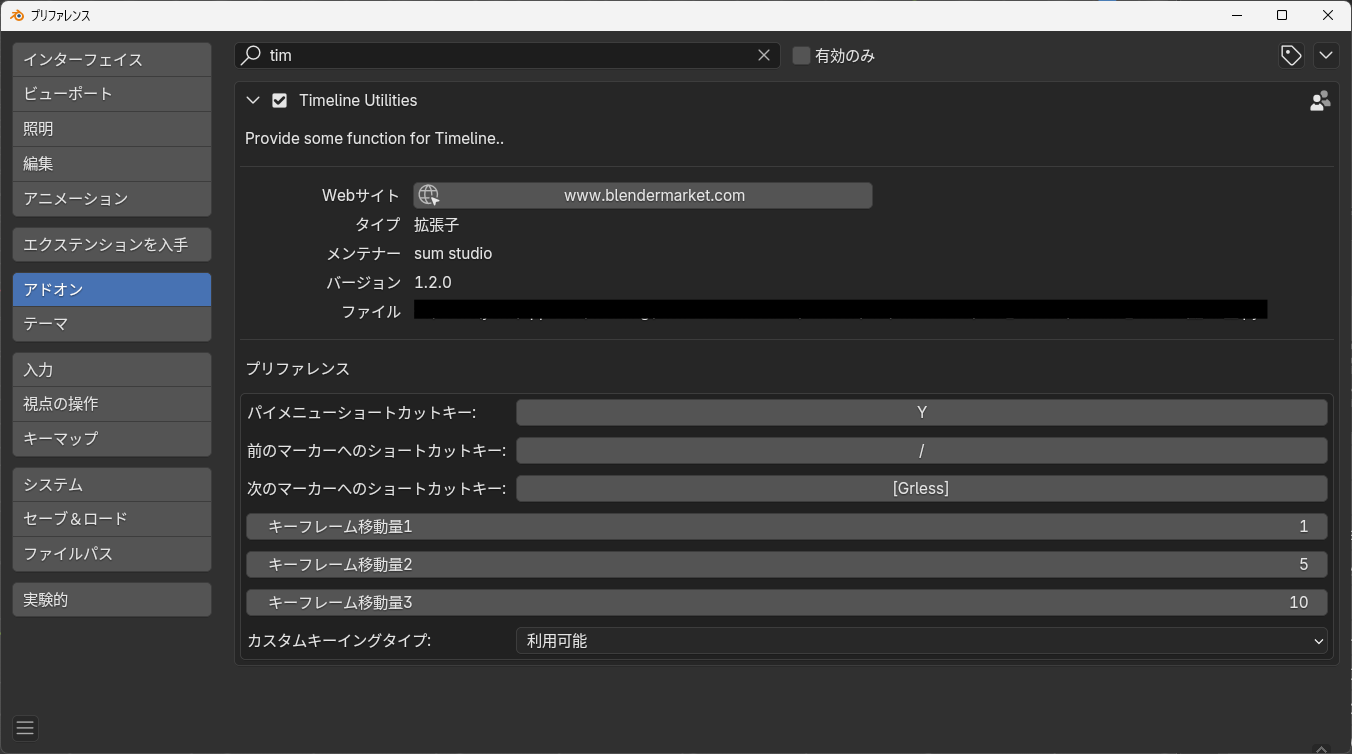 プリファレンス
インターフェイス
ビューポート
照明
編集
アニメーション
エクステンションを入手
アドオン
テーマ
入力
視点の操作
キーマップ
システム
セーブ＆ロード
ファイルパス
実験的
tim
有効のみ
Timeline Utilities
Provide some function for Timeline..
Webサイト www.blendermarket.com
タイプ 拡張子
メンテナー sum studio
バージョン 1.2.0
ファイル
プリファレンス
パイメニューショートカットキー: Y
前のマーカーへのショートカットキー: /
次のマーカーへのショートカットキー: [Grless]
キーフレーム移動量1 1
キーフレーム移動量2 5
キーフレーム移動量3 10
カスタムキーイングタイプ: 利用可能